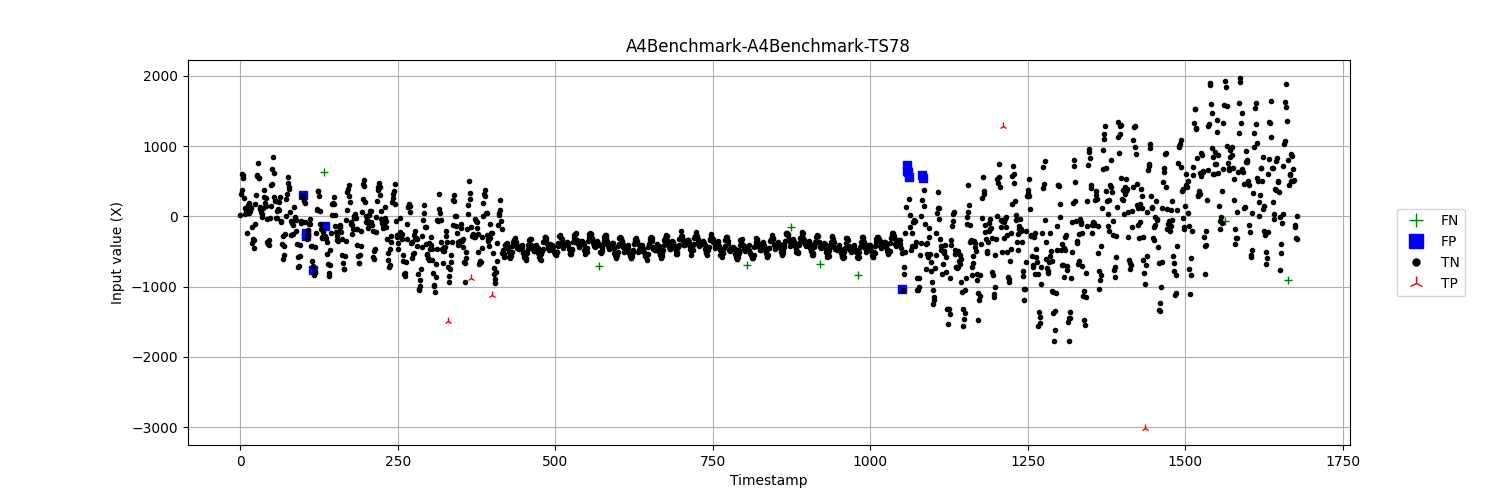 A4Benchmark-A4Benchmark-TS78
2000
1000
0
−1000
−2000
−3000
Input value (X)
0 250 500 750 1000 1250 1500 1750
Timestamp
FN
FP
TN
TP